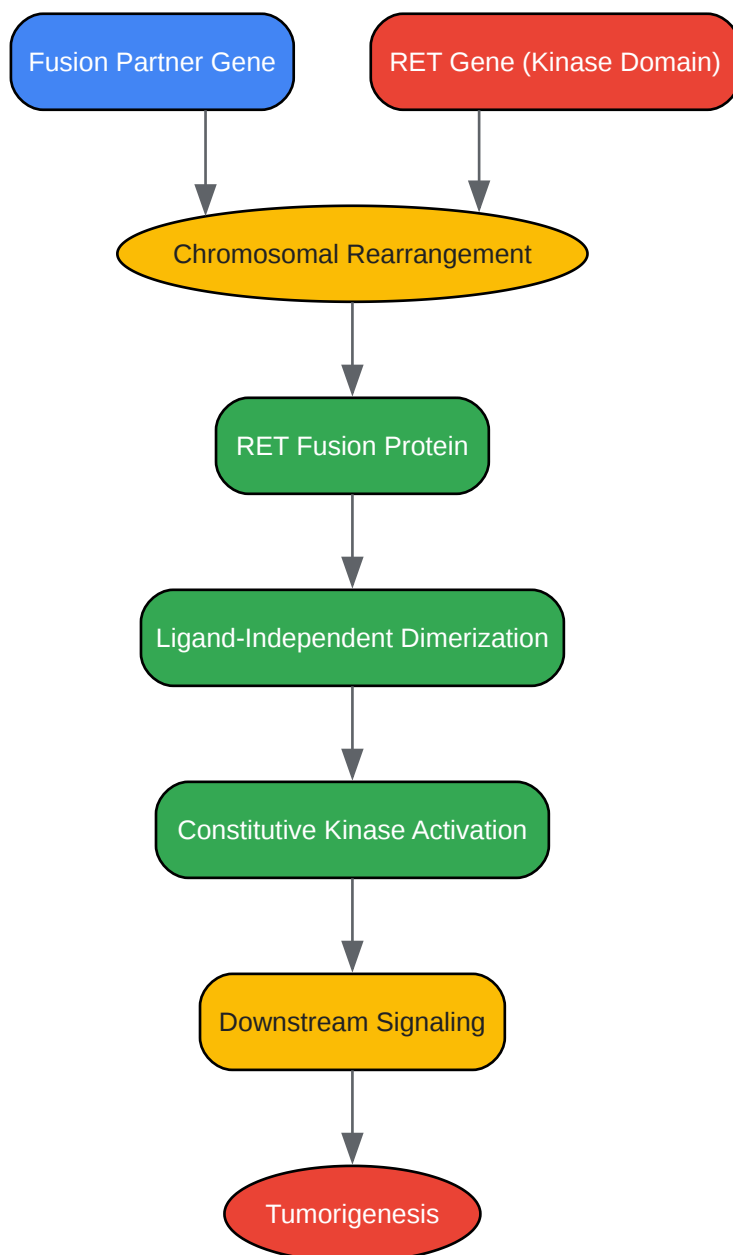 Fusion Partner Gene
RET Gene (Kinase Domain)
Chromosomal Rearrangement
RET Fusion Protein
Ligand-Independent Dimerization
Constitutive Kinase Activation
Downstream Signaling
Tumorigenesis